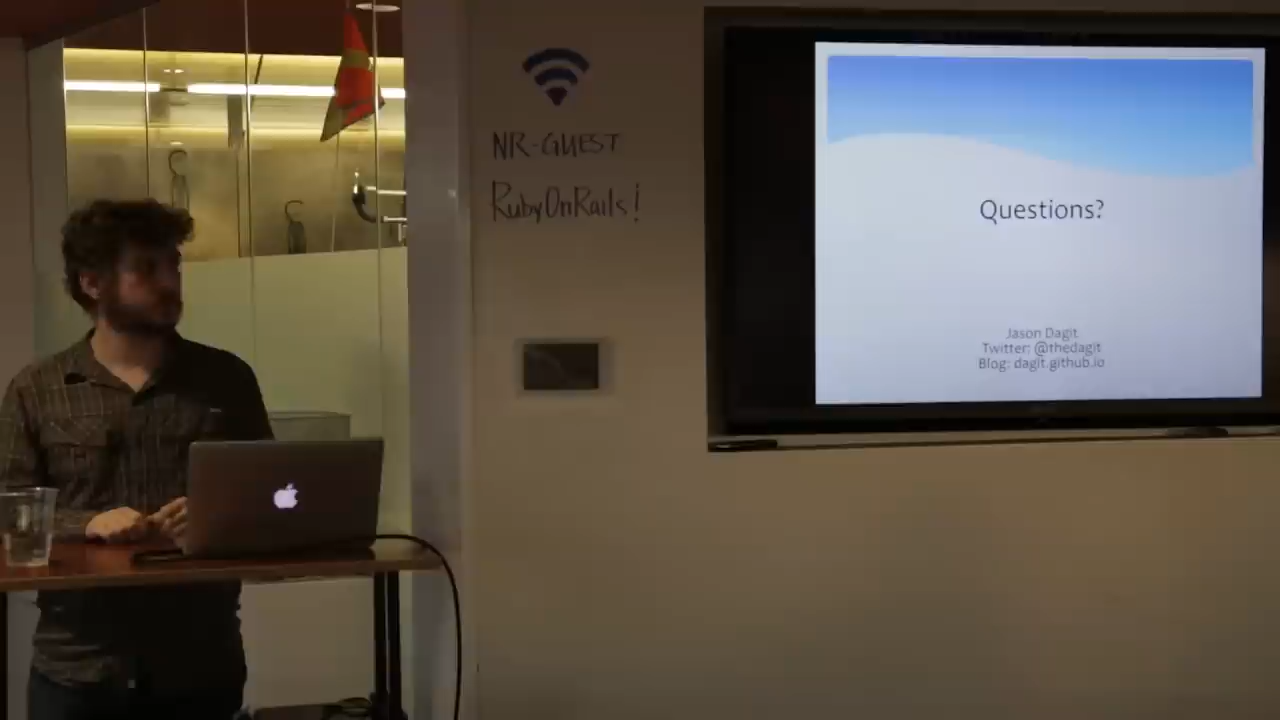 NR-GUEST
RubyOnRails!
Questions?
Jason Dagit
Twitter: @thedagit
Blog: dagit.github.io